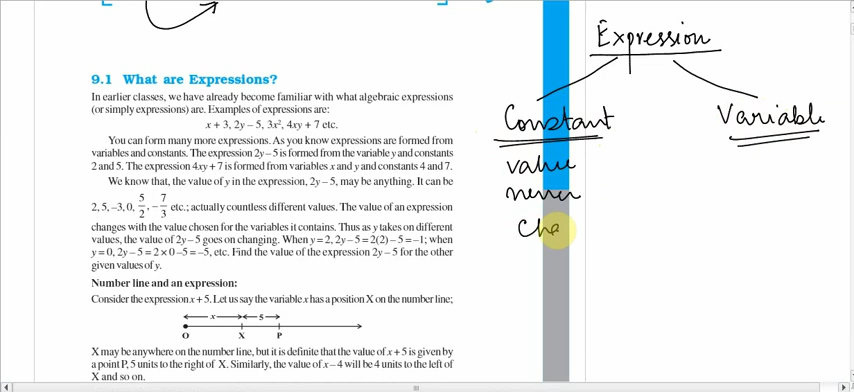 9.1 What are Expressions?
In earlier classes, we have already become familiar with what algebraic expressions
(or simply expressions) are. Examples of expressions are:
x + 3, 2y – 5, 3x², 4xy + 7 etc.
You can form many more expressions. As you know expressions are formed from
variables and constants. The expression 2y – 5 is formed from the variable y and constants
2 and 5. The expression 4xy + 7 is formed from variables x and y and constants 4 and 7.
We know that, the value of y in the expression, 2y – 5, may be anything. It can be
2, 5, –3, 0, 5/2, –7/3 etc.; actually countless different values. The value of an expression
changes with the value chosen for the variables it contains. Thus as y takes on different
values, the value of 2y – 5 goes on changing. When y = 2, 2y – 5 = 2(2) – 5 = –1; when
y = 0, 2y – 5 = 2 × 0 – 5 = –5, etc. Find the value of the expression 2y – 5 for the other
given values of y.
Number line and an expression:
Consider the expression x + 5. Let us say the variable x has a position X on the number line;
x 5
O X P
X may be anywhere on the number line, but it is definite that the value of x + 5 is given by
a point P, 5 units to the right of X. Similarly, the value of x – 4 will be 4 units to the left of
X and so on.
Expression
Constant Variable
value
never
cha